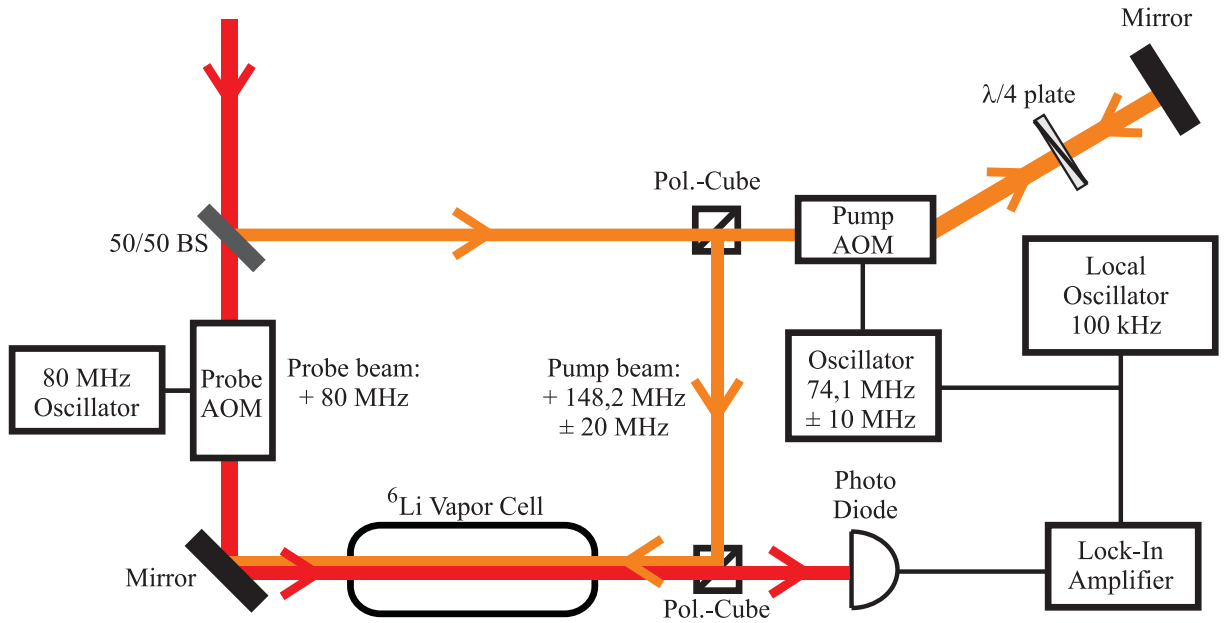 Mirror
λ/4 plate
Pol.-Cube
50/50 BS
Pump
AOM
Local
Oscillator
100 kHz
80 MHz
Oscillator
Probe
AOM
Probe beam:
+ 80 MHz
Pump beam:
+ 148,2 MHz
± 20 MHz
Oscillator
74,1 MHz
± 10 MHz
Photo
Diode
⁶Li Vapor Cell
Mirror
Pol.-Cube
Lock-In
Amplifier